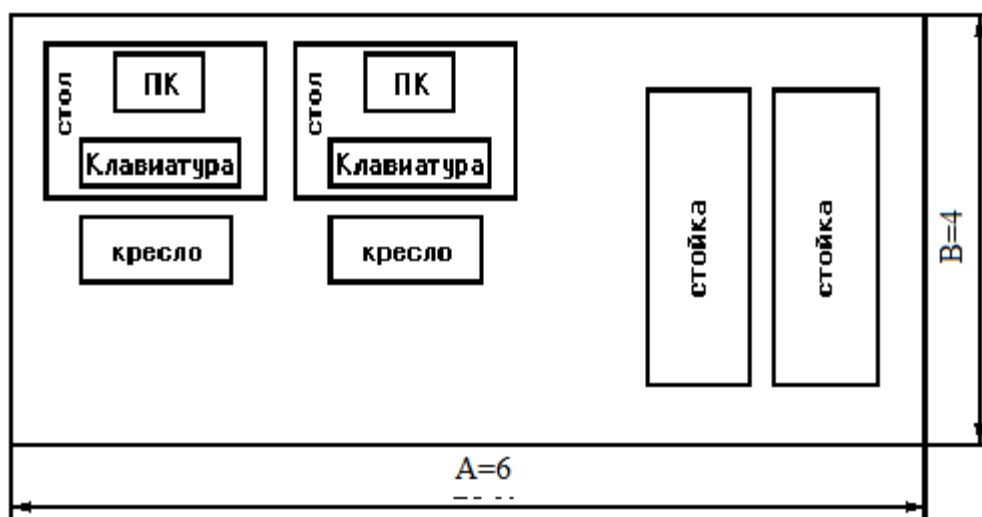 ПК
ПК
стол
стол
Клавиатура
Клавиатура
кресло
кресло
стойка
стойка
B=4
A=6